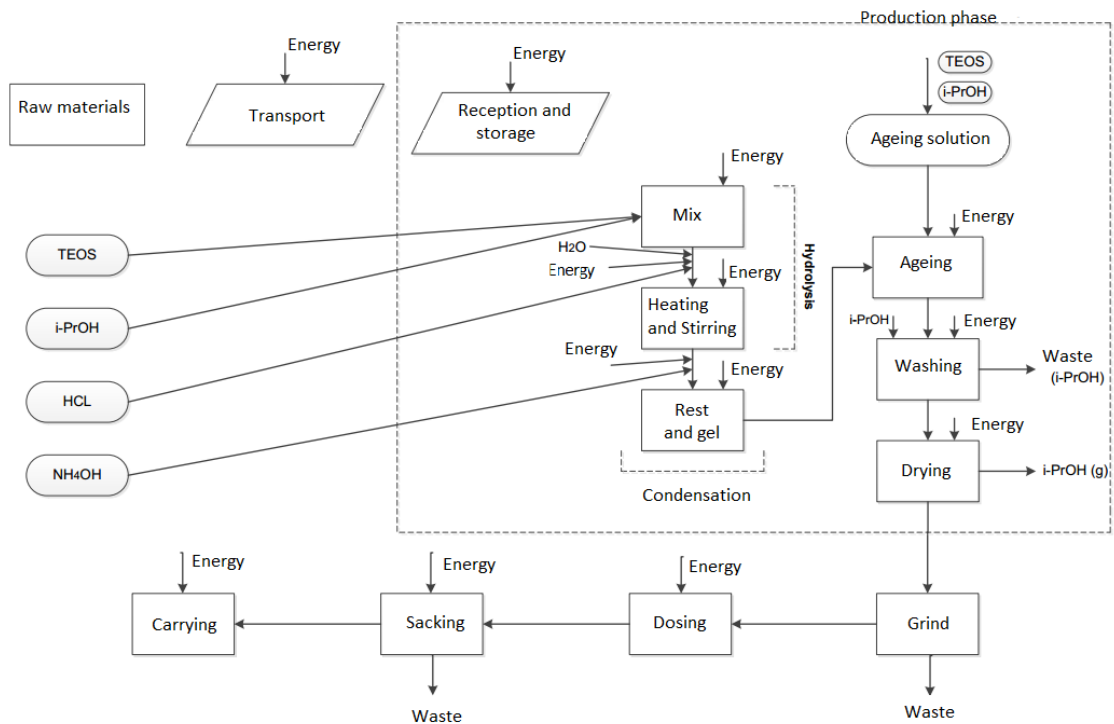 Production phase
Energy
Energy
TEOS
i-PrOH
Raw materials
Transport
Reception and
storage
Ageing solution
Energy
Mix
Energy
TEOS
H2O
Energy
Energy
Hydrolysis
Ageing
i-PrOH
Heating
and Stirring
i-PrOH
Energy
Energy
Energy
Washing
Waste
(i-PrOH)
HCL
Rest
and gel
Energy
NH4OH
Drying
i-PrOH (g)
Condensation
Energy
Energy
Energy
Carrying
Sacking
Dosing
Grind
Waste
Waste